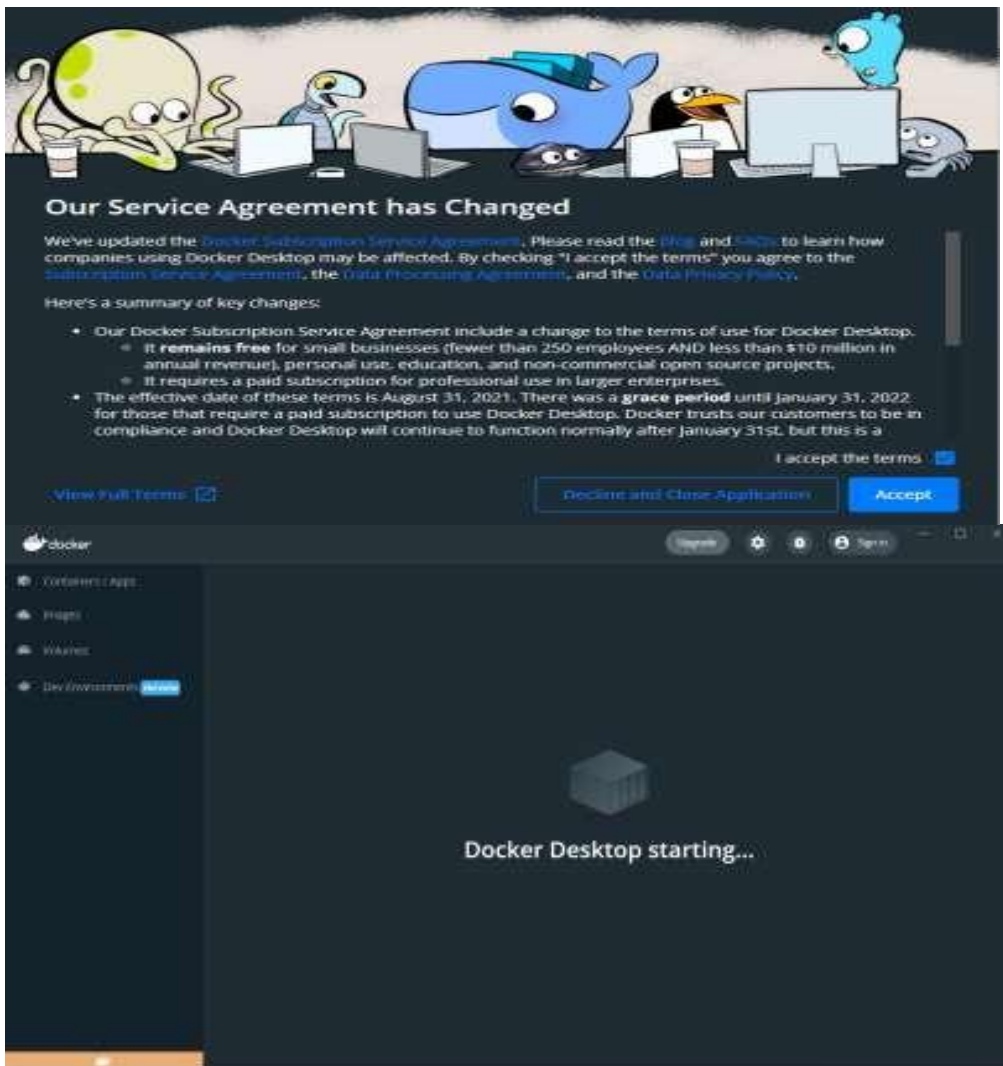 Our Service Agreement has Changed
We've updated the Docker Subscription Service Agreement. Please read the Blog and FAQs to learn how
companies using Docker Desktop may be affected. By checking "I accept the terms" you agree to the
Subscription Service Agreement, the Data Processing Agreement, and the Data Privacy Policy.
Here's a summary of key changes:
• Our Docker Subscription Service Agreement include a change to the terms of use for Docker Desktop.
It remains free for small businesses (fewer than 250 employees AND less than $10 million in
annual revenue), personal use, education, and non-commercial open source projects.
It requires a paid subscription for professional use in larger enterprises.
• The effective date of these terms is August 31, 2021. There was a grace period until January 31, 2022
for those that require a paid subscription to use Docker Desktop. Docker trusts our customers to be in
compliance and Docker Desktop will continue to function normally after January 31st, but this is a
I accept the terms
View Full Terms
Decline and Close Application
Accept
docker
Upgrade
Sign in
Containers / Apps
Images
Volumes
Dev Environments
Docker Desktop starting...